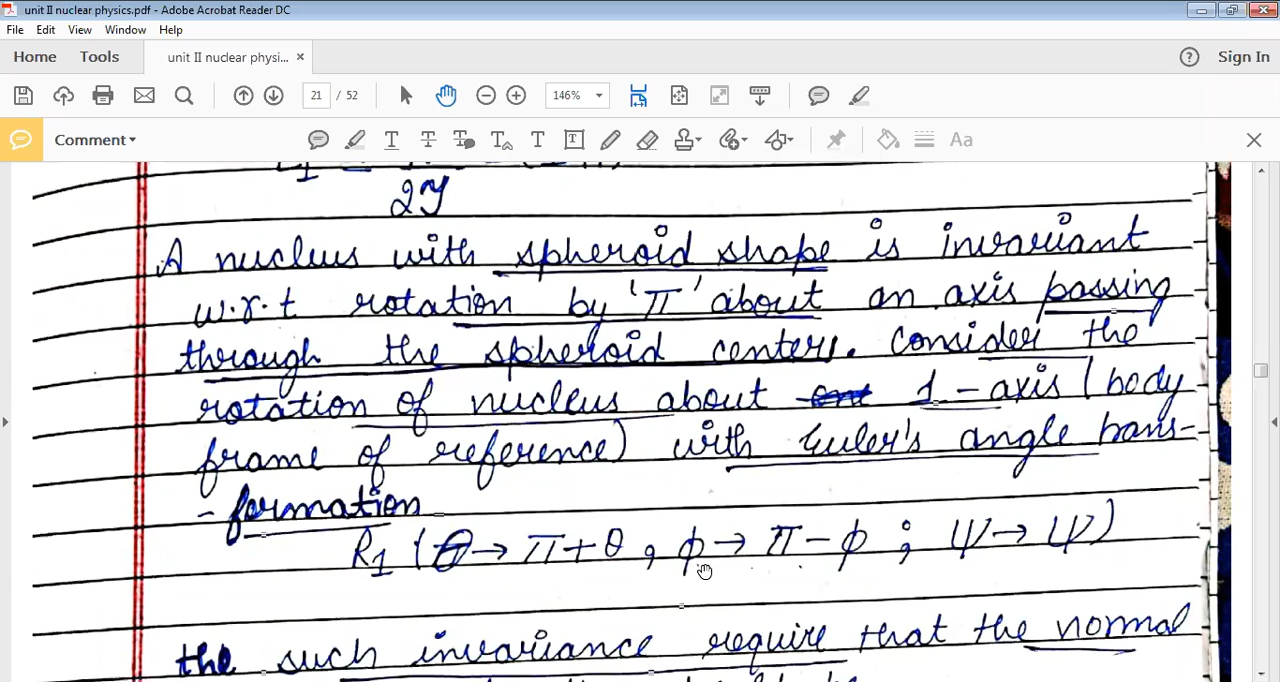 unit II nuclear physics.pdf - Adobe Acrobat Reader DC
File Edit View Window Help
Home Tools unit II nuclear physi... × Sign In
21 / 52 146%
Comment
Aa
2I
A nucleus with spheroid shape is invariant
w.r.t rotation by 'π' about an axis passing
through the spheroid centers. Consider the
rotation of nucleus about 1-axis (body
frame of reference) with Euler's angle trans-
-formation
R1 (θ → π+θ, φ → π-φ ; ψ → ψ)
the such invariance require that the normal